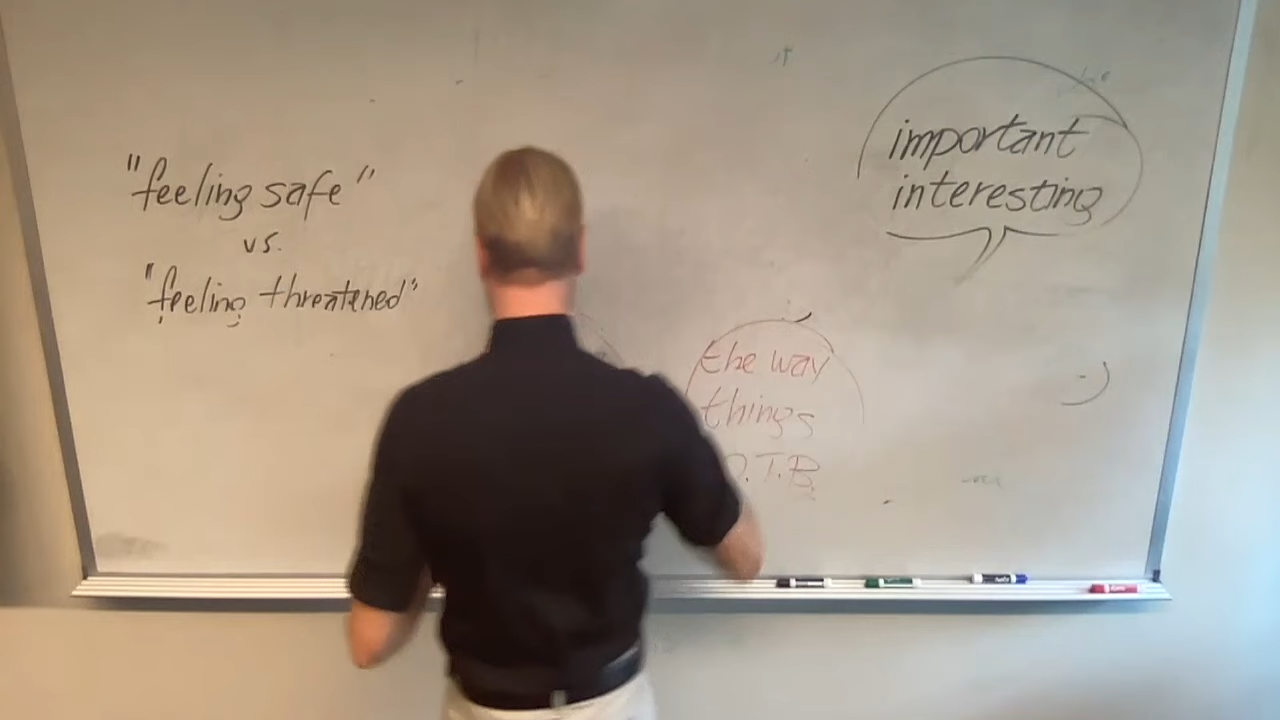 "feeling safe"
vs.
"feeling threatened"
important
interesting
the way
things
.T.B.